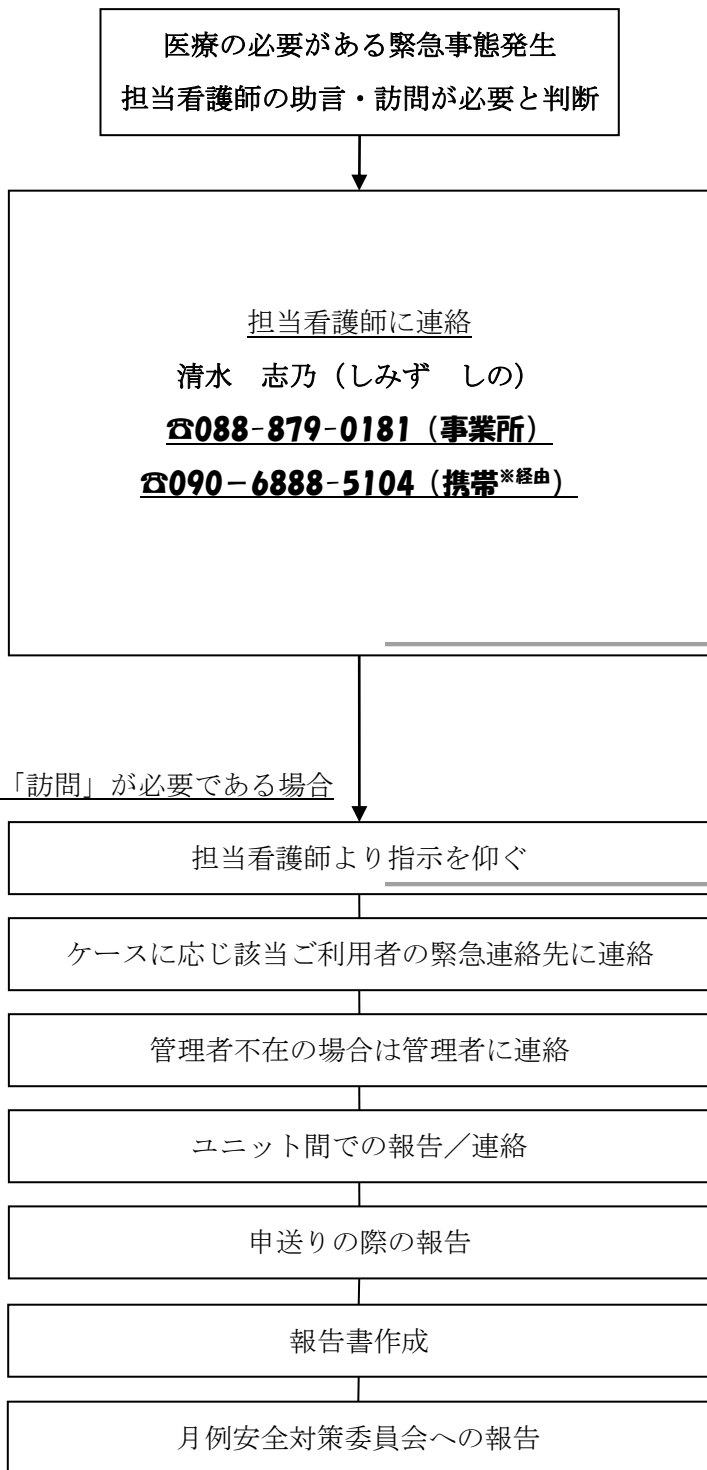 医療の必要がある緊急事態発生
担当看護師の助言・訪問が必要と判断
担当看護師に連絡
清水　志乃（しみず　しの）
☎088-879-0181（事業所）
☎090－6888-5104（携帯※経由）
「訪問」が必要である場合
担当看護師より指示を仰ぐ
ケースに応じ該当ご利用者の緊急連絡先に連絡
管理者不在の場合は管理者に連絡
ユニット間での報告／連絡
申送りの際の報告
報告書作成
月例安全対策委員会への報告